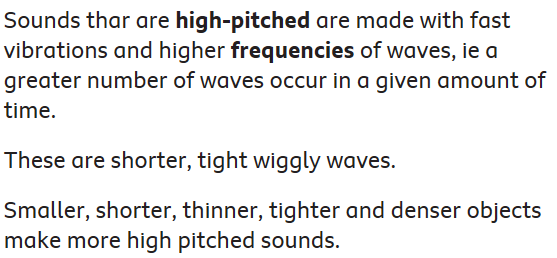 Sounds thar are high-pitched are made with fast
vibrations and higher frequencies of waves, ie a
greater number of waves occur in a given amount of
time.
These are shorter, tight wiggly waves.
Smaller, shorter, thinner, tighter and denser objects
make more high pitched sounds.